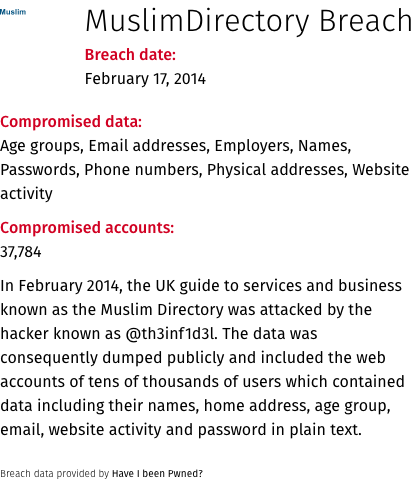 Muslim
MuslimDirectory Breach
Breach date:
February 17, 2014
Compromised data:
Age groups, Email addresses, Employers, Names,
Passwords, Phone numbers, Physical addresses, Website
activity
Compromised accounts:
37,784
In February 2014, the UK guide to services and business
known as the Muslim Directory was attacked by the
hacker known as @th3inf1d3l. The data was
consequently dumped publicly and included the web
accounts of tens of thousands of users which contained
data including their names, home address, age group,
email, website activity and password in plain text.
Breach data provided by Have I been Pwned?